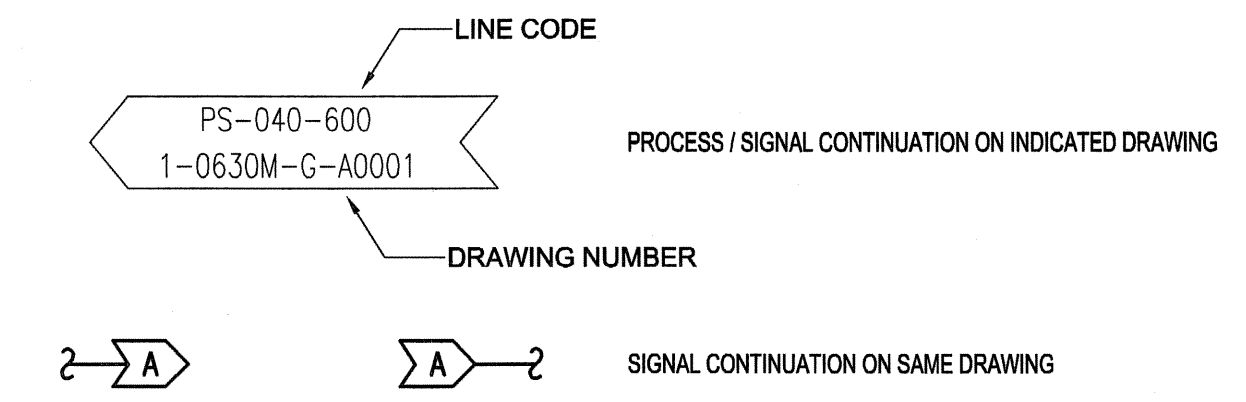 LINE CODE
PS-040-600
1-0630M-G-A0001
PROCESS / SIGNAL CONTINUATION ON INDICATED DRAWING
DRAWING NUMBER
A
A
SIGNAL CONTINUATION ON SAME DRAWING